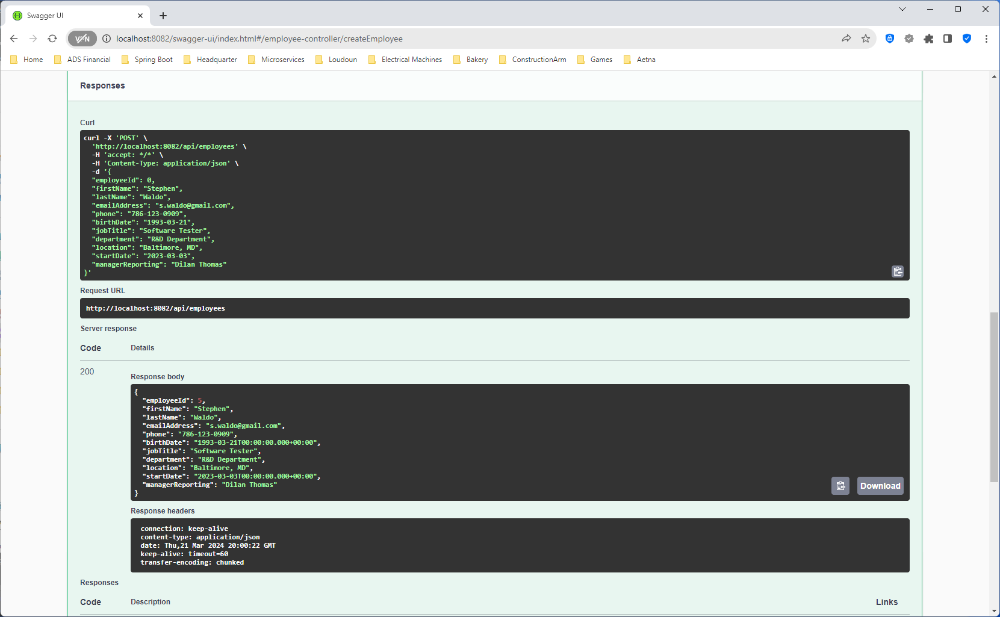 Swagger UI
VPN
localhost:8082/swagger-ui/index.html#/employee-controller/createEmployee
Home ADS Financial Spring Boot Headquarter Microservices Loudoun Electrical Machines Bakery ConstructionArm Games Aetna
Responses
Curl
curl -X 'POST' \
'http://localhost:8082/api/employees' \
-H 'accept: */*' \
-H 'Content-Type: application/json' \
-d '{
"employeeId": 0,
"firstName": "Stephen",
"lastName": "Waldo",
"emailAddress": "s.waldo@gmail.com",
"phone": "786-123-0909",
"birthDate": "1993-03-21",
"jobTitle": "Software Tester",
"department": "R&D Department",
"location": "Baltimore, MD",
"startDate": "2023-03-03",
"managerReporting": "Dilan Thomas"
}'
Request URL
http://localhost:8082/api/employees
Server response
Code Details
200
Response body
{
"employeeId": 5,
"firstName": "Stephen",
"lastName": "Waldo",
"emailAddress": "s.waldo@gmail.com",
"phone": "786-123-0909",
"birthDate": "1993-03-21T00:00:00.000+00:00",
"jobTitle": "Software Tester",
"department": "R&D Department",
"location": "Baltimore, MD",
"startDate": "2023-03-03T00:00:00.000+00:00",
"managerReporting": "Dilan Thomas"
}
Download
Response headers
connection: keep-alive
content-type: application/json
date: Thu,21 Mar 2024 20:00:22 GMT
keep-alive: timeout=60
transfer-encoding: chunked
Responses
Code Description Links